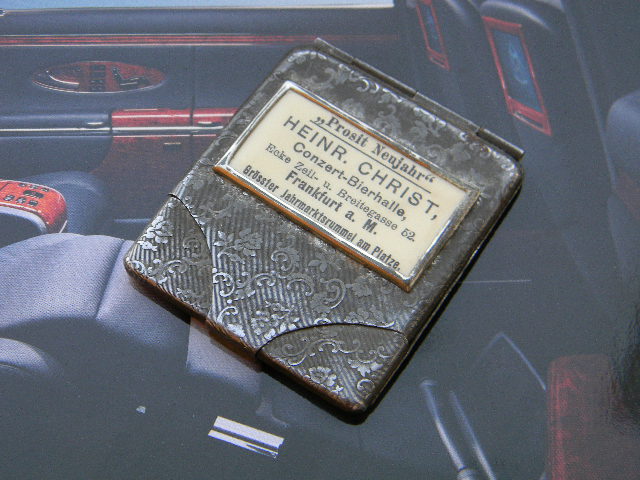 „Prosit Neujahr“
HEINR. CHRIST,
Conzert-Bierhalle,
Ecke Zeil- u. Breitegasse 52.
Frankfurt a. M.
Grösster Jahrmarktsrummel am Platze.